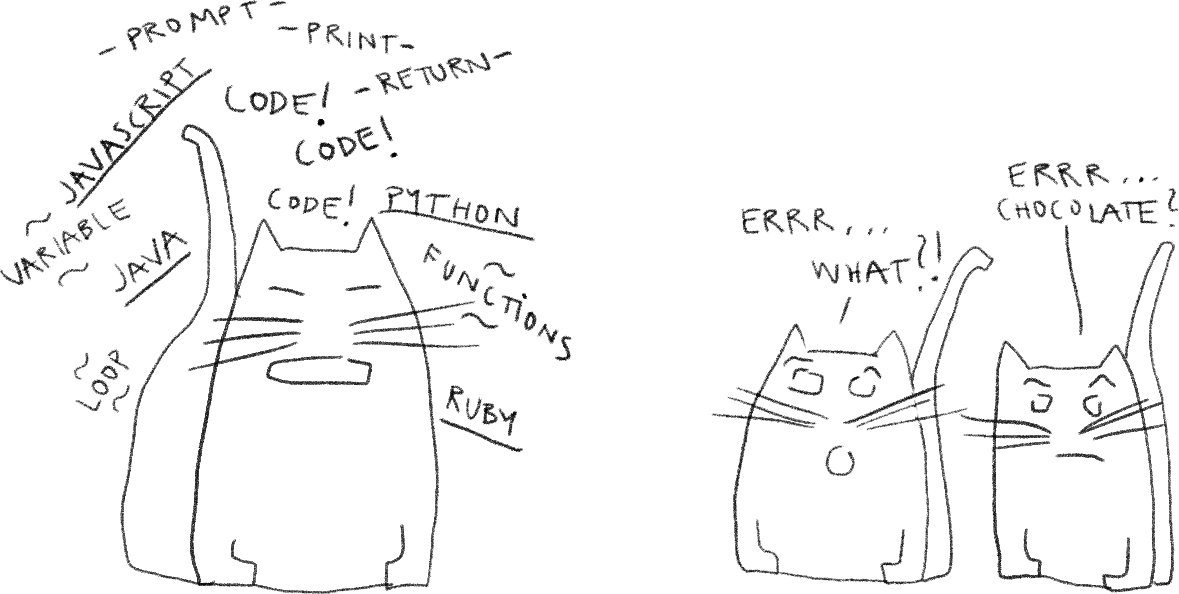 - PROMPT -
- PRINT -
JAVASCRIPT
CODE!
- RETURN -
CODE!
CODE!
PYTHON
~ VARIABLE ~
JAVA
~ FUNCTIONS ~
~ LOOP ~
RUBY
ERRR...
WHAT?!
ERRR...
CHOCOLATE?